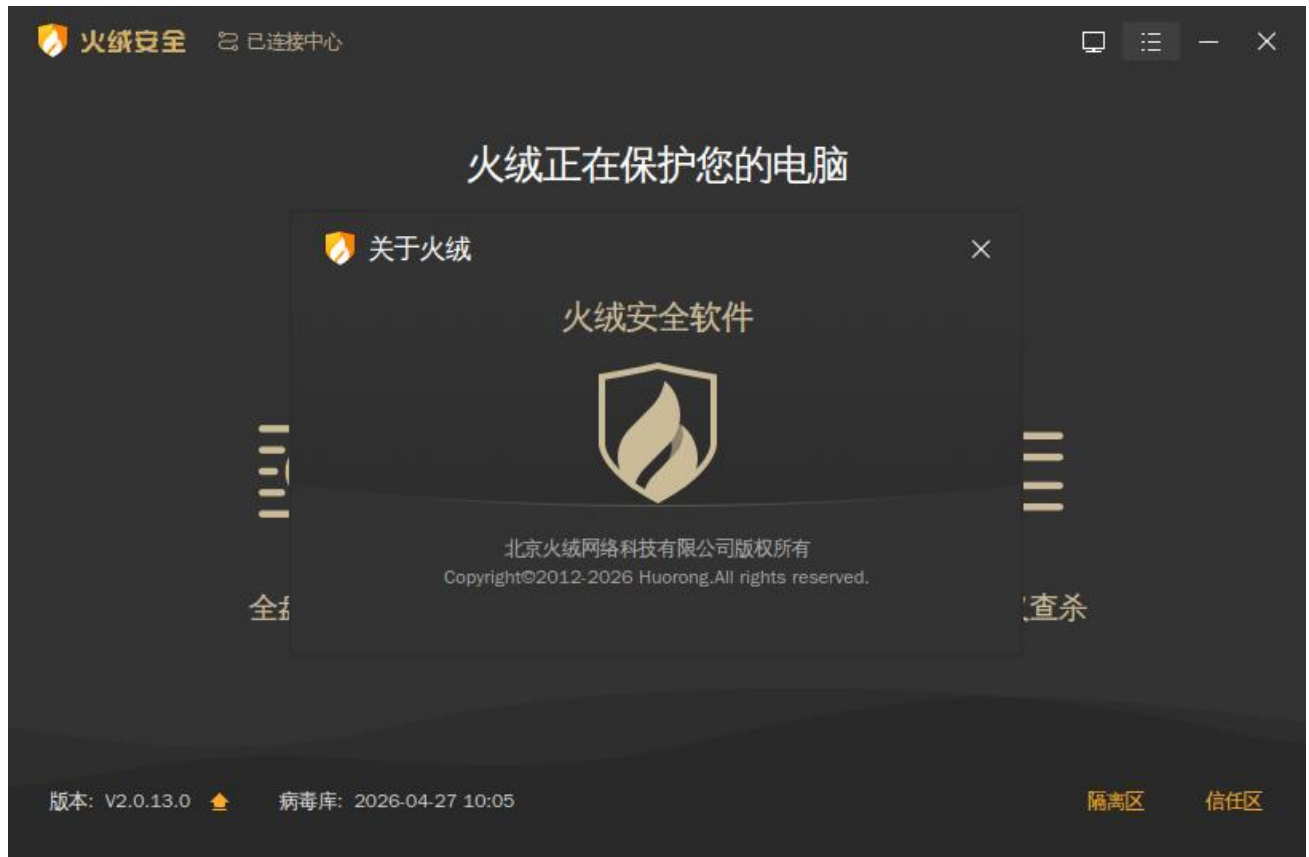 火绒安全 已连接中心
火绒正在保护您的电脑
关于火绒
火绒安全软件
北京火绒网络科技有限公司版权所有
Copyright©2012-2026 Huorong.All rights reserved.
全 查杀
版本: V2.0.13.0 病毒库: 2026-04-27 10:05 隔离区 信任区